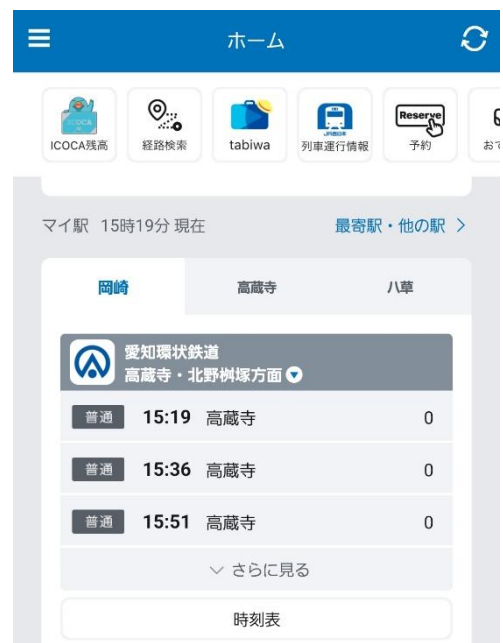 ホーム
ICOCA
Reserve
JR西日本
ICOCA残高
経路検索
tabiwa
列車運行情報
予約
おで
マイ駅 15時19分 現在
最寄駅・他の駅 >
岡崎
高蔵寺
八草
愛知環状鉄道
高蔵寺・北野桝塚方面
普通 15:19 高蔵寺 0
普通 15:36 高蔵寺 0
普通 15:51 高蔵寺 0
さらに見る
時刻表